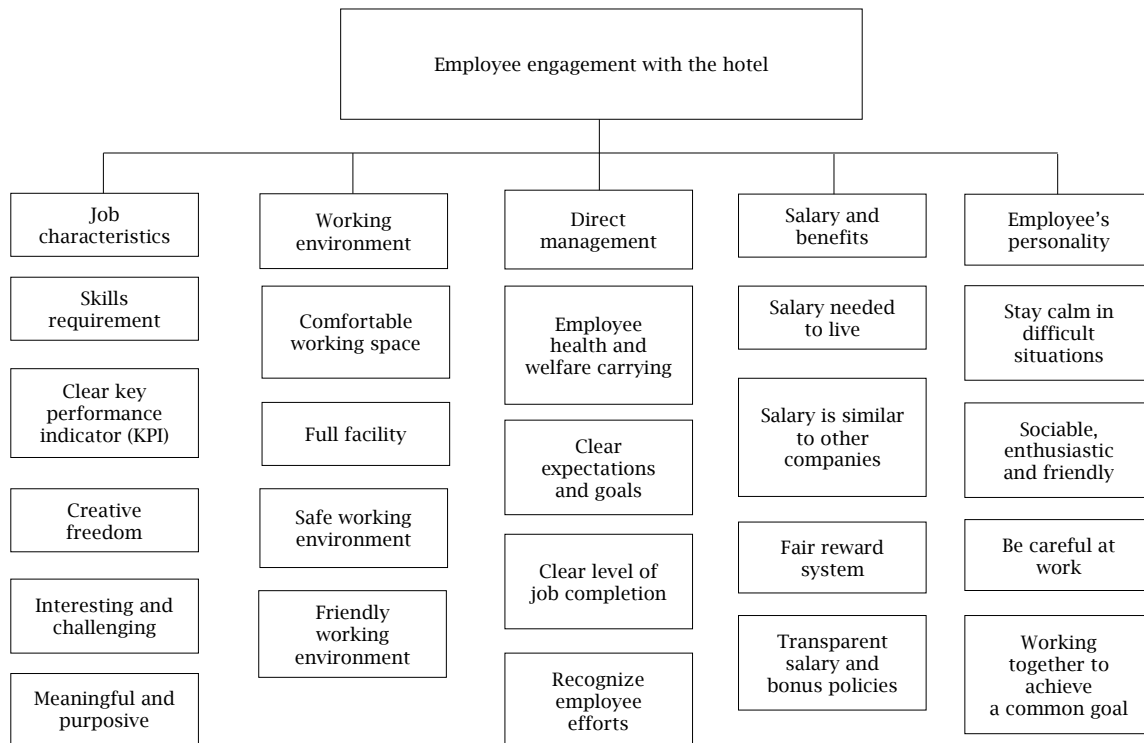 Employee engagement with the hotel
Job
characteristics
Skills
requirement
Clear key
performance
indicator (KPI)
Creative
freedom
Interesting and
challenging
Meaningful and
purposive
Working
environment
Comfortable
working space
Full facility
Safe working
environment
Friendly
working
environment
Direct
management
Employee
health and
welfare carrying
Clear
expectations
and goals
Clear level of
job completion
Recognize
employee
efforts
Salary and
benefits
Salary needed
to live
Salary is similar
to other
companies
Fair reward
system
Transparent
salary and
bonus policies
Employee’s
personality
Stay calm in
difficult
situations
Sociable,
enthusiastic
and friendly
Be careful at
work
Working
together to
achieve
a common goal